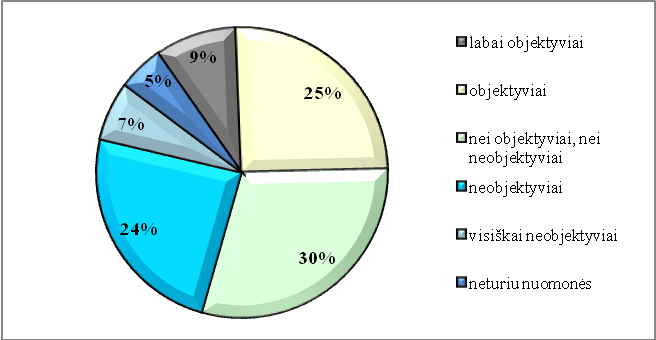 9%
25%
5%
7%
24%
30%
labai objektyviai
objektyviai
nei objektyviai, nei
neobjektyviai
neobjektyviai
visiškai neobjektyviai
neturiu nuomonės